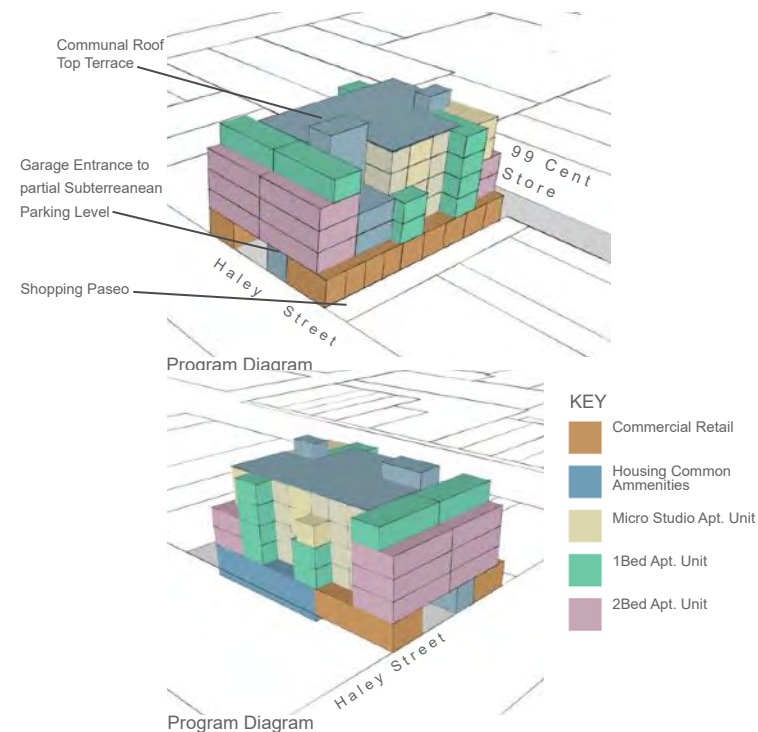 Communal Roof
Top Terrace
Garage Entrance to
partial Subterreanean
Parking Level
Shopping Paseo
99 Cent
Store
Haley Street
Program Diagram
KEY
Commercial Retail
Housing Common
Ammenities
Micro Studio Apt. Unit
1Bed Apt. Unit
2Bed Apt. Unit
Haley Street
Program Diagram